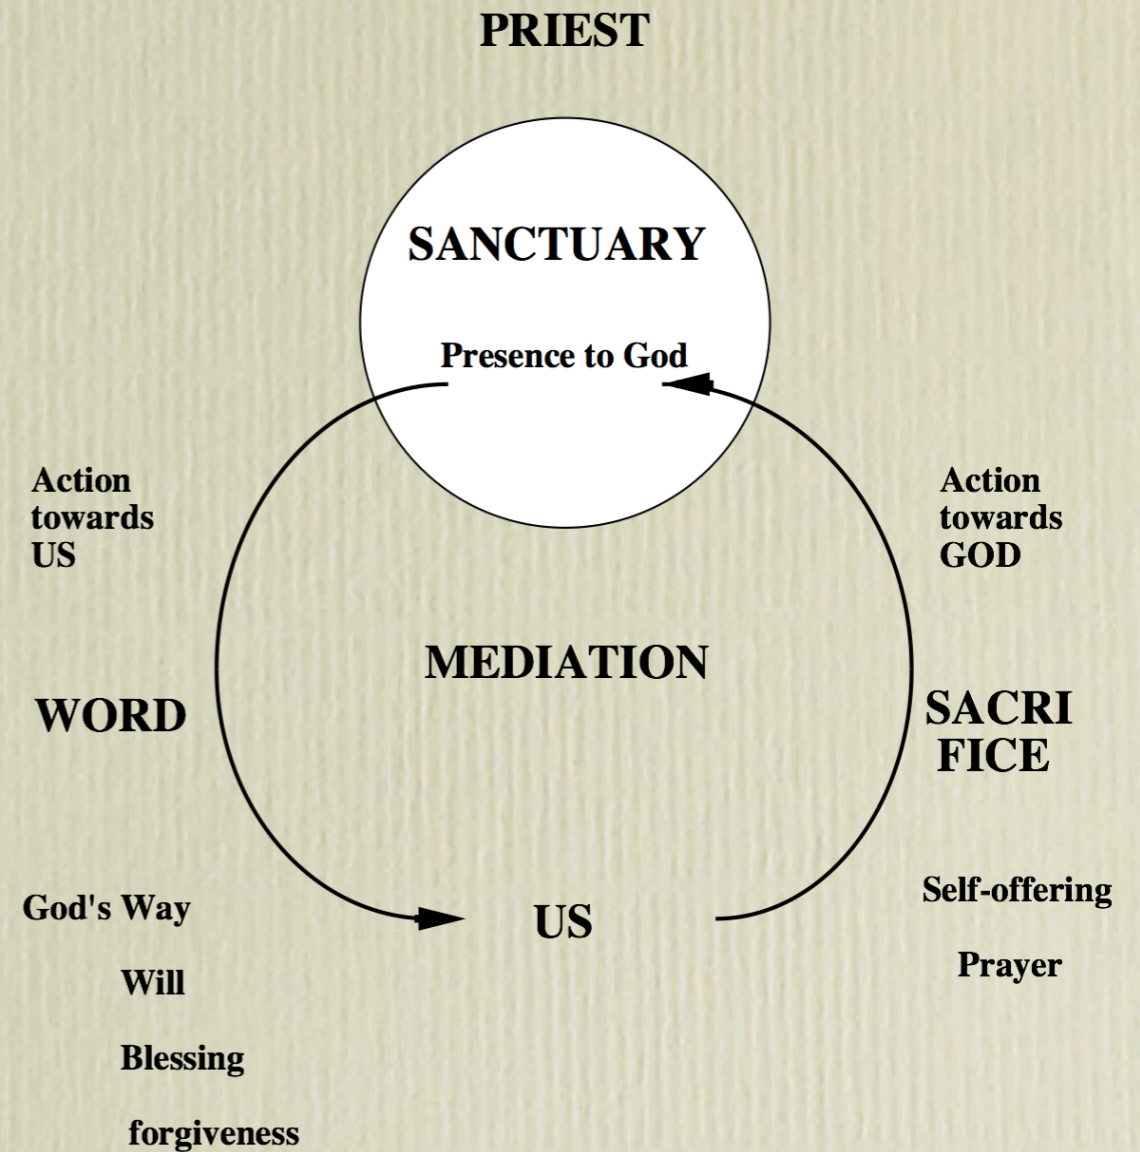 PRIEST
SANCTUARY
Presence to God
Action
towards
US
Action
towards
GOD
MEDIATION
WORD
SACRI
FICE
God's Way
Will
Blessing
forgiveness
US
Self-offering
Prayer